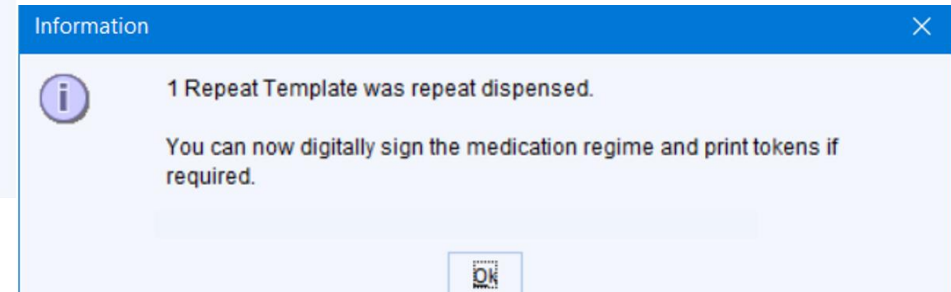 Information
1 Repeat Template was repeat dispensed.
You can now digitally sign the medication regime and print tokens if
required.
Ok